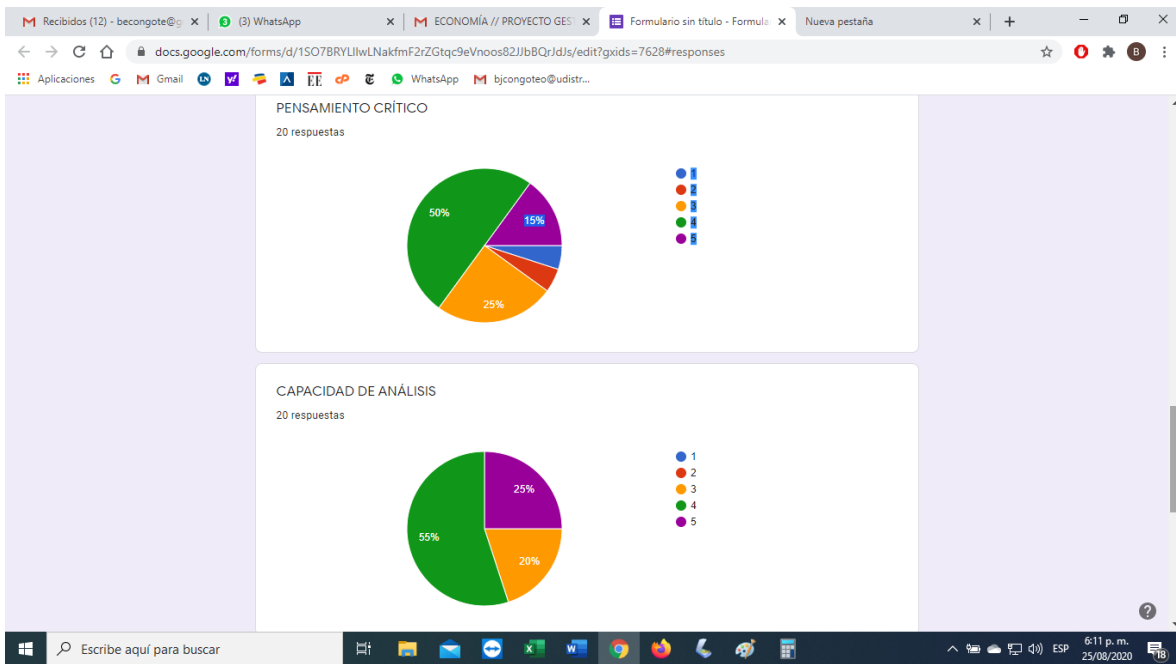 Recibidos (12) - becongote@g
3
(3) WhatsApp
ECONOMÍA // PROYECTO GES
Formulario sin título - Formula
Nueva pestaña
docs.google.com/forms/d/1SO7BRYLIlwLNakfmF2rZGtqc9eVnoos82JJbBQrJdJs/edit?gxids=7628#responses
B
Aplicaciones
Gmail
WhatsApp
bjcongoteo@udistr...
PENSAMIENTO CRÍTICO
20 respuestas
50%
15%
25%
1
2
3
4
5
CAPACIDAD DE ANÁLISIS
20 respuestas
25%
55%
20%
1
2
3
4
5
Escribe aquí para buscar
ESP
6:11 p. m.
25/08/2020
18